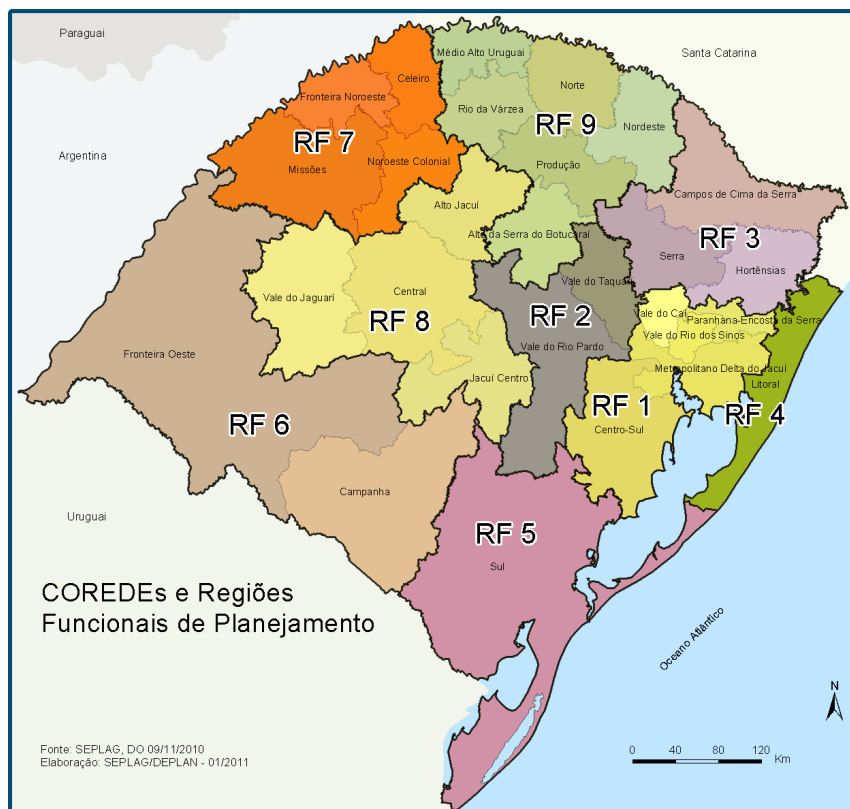 Paraguai
Santa Catarina
Argentina
Uruguai
Médio Alto Uruguai
Norte
Celeiro
Fronteira Noroeste
Rio da Várzea
RF 9
Nordeste
RF 7
Noroeste Colonial
Produção
Missões
Campos de Cima da Serra
Alto Jacuí
Alto da Serra do Botucaraí
RF 3
Serra
Hortênsias
Vale do Taquari
Vale do Jaguarí
Central
RF 8
RF 2
Vale do Rio Pardo
Vale do Caí
Paranhana-Encosta da Serra
Vale do Rio dos Sinos
Fronteira Oeste
Jacuí Centro
Metropolitano Delta do Jacuí
Litoral
RF 1
RF 4
Centro-Sul
RF 6
Campanha
RF 5
Sul
COREDEs e Regiões
Funcionais de Planejamento
Oceano Atlântico
N
Fonte: SEPLAG, DO 09/11/2010
Elaboração: SEPLAG/DEPLAN - 01/2011
0 40 80 120
Km